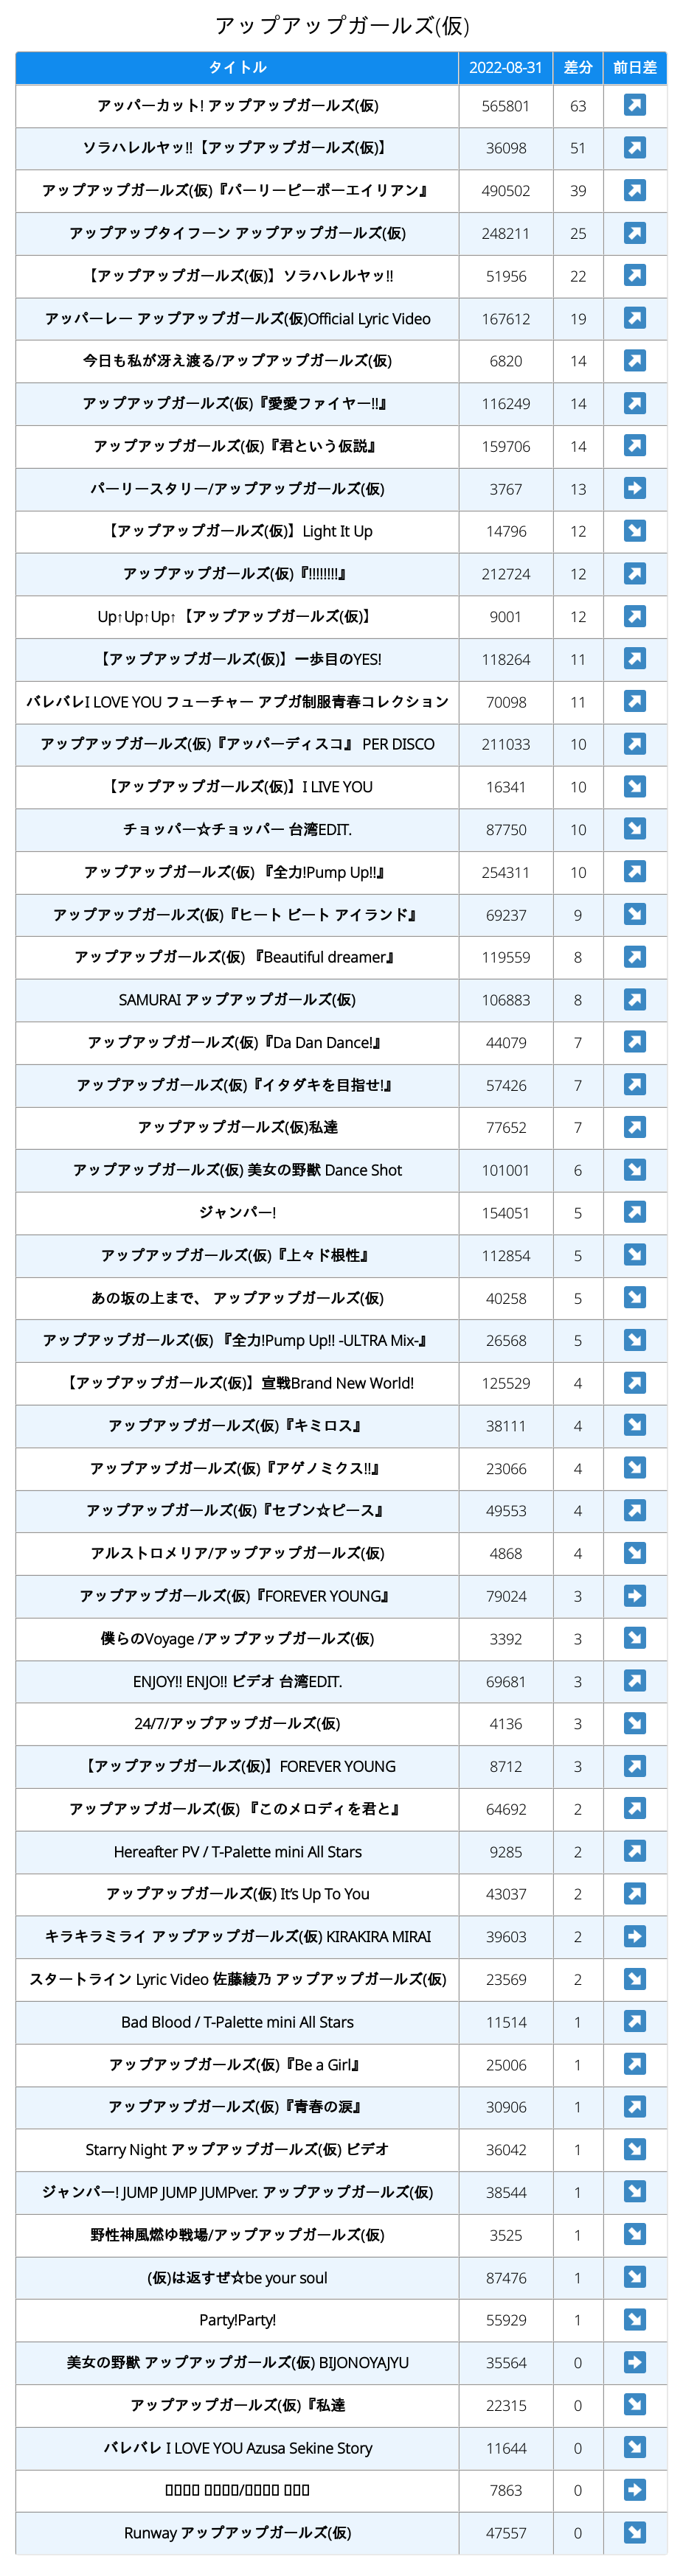 アップアップガールズ(仮)
タイトル 2022-08-31 差分 前日差
アッパーカット! アップアップガールズ(仮) 565801 63 ↗
ソラハレルヤッ!!【アップアップガールズ(仮)】 36098 51 ↗
アップアップガールズ(仮)『パーリーピーポーエイリアン』 490502 39 ↗
アップアップタイフーン アップアップガールズ(仮) 248211 25 ↗
【アップアップガールズ(仮)】ソラハレルヤッ!! 51956 22 ↗
アッパーレー アップアップガールズ(仮)Official Lyric Video 167612 19 ↗
今日も私が冴え渡る/アップアップガールズ(仮) 6820 14 ↗
アップアップガールズ(仮)『愛愛ファイヤー!!』 116249 14 ↗
アップアップガールズ(仮)『君という仮説』 159706 14 ↗
パーリースタリー/アップアップガールズ(仮) 3767 13 ➡
【アップアップガールズ(仮)】Light It Up 14796 12 ↘
アップアップガールズ(仮)『!!!!!!!!』 212724 12 ↗
Up↑Up↑Up↑【アップアップガールズ(仮)】 9001 12 ↗
【アップアップガールズ(仮)】一歩目のYES! 118264 11 ↗
バレバレI LOVE YOU フューチャー アプガ制服青春コレクション 70098 11 ↗
アップアップガールズ(仮)『アッパーディスコ』 PER DISCO 211033 10 ↗
【アップアップガールズ(仮)】I LIVE YOU 16341 10 ↘
チョッパー☆チョッパー 台湾EDIT. 87750 10 ↘
アップアップガールズ(仮) 『全力!Pump Up!!』 254311 10 ↗
アップアップガールズ(仮)『ヒート ビート アイランド』 69237 9 ↘
アップアップガールズ(仮) 『Beautiful dreamer』 119559 8 ↗
SAMURAI アップアップガールズ(仮) 106883 8 ↗
アップアップガールズ(仮)『Da Dan Dance!』 44079 7 ↗
アップアップガールズ(仮)『イタダキを目指せ!』 57426 7 ↗
アップアップガールズ(仮)私達 77652 7 ↗
アップアップガールズ(仮) 美女の野獣 Dance Shot 101001 6 ↘
ジャンパー! 154051 5 ↗
アップアップガールズ(仮)『上々ド根性』 112854 5 ↘
あの坂の上まで、 アップアップガールズ(仮) 40258 5 ↘
アップアップガールズ(仮) 『全力!Pump Up!! -ULTRA Mix-』 26568 5 ↘
【アップアップガールズ(仮)】宣戦Brand New World! 125529 4 ↗
アップアップガールズ(仮)『キミロス』 38111 4 ↘
アップアップガールズ(仮)『アゲノミクス!!』 23066 4 ↘
アップアップガールズ(仮)『セブン☆ピース』 49553 4 ↗
アルストロメリア/アップアップガールズ(仮) 4868 4 ↘
アップアップガールズ(仮)『FOREVER YOUNG』 79024 3 ➡
僕らのVoyage /アップアップガールズ(仮) 3392 3 ↘
ENJOY!! ENJO!! ビデオ 台湾EDIT. 69681 3 ↗
24/7/アップアップガールズ(仮) 4136 3 ↘
【アップアップガールズ(仮)】FOREVER YOUNG 8712 3 ↗
アップアップガールズ(仮) 『このメロディを君と』 64692 2 ↗
Hereafter PV / T-Palette mini All Stars 9285 2 ↗
アップアップガールズ(仮) It's Up To You 43037 2 ↗
キラキラミライ アップアップガールズ(仮) KIRAKIRA MIRAI 39603 2 ➡
スタートライン Lyric Video 佐藤綾乃 アップアップガールズ(仮) 23569 2 ↘
Bad Blood / T-Palette mini All Stars 11514 1 ↗
アップアップガールズ(仮)『Be a Girl』 25006 1 ↗
アップアップガールズ(仮)『青春の涙』 30906 1 ↗
Starry Night アップアップガールズ(仮) ビデオ 36042 1 ↘
ジャンパー! JUMP JUMP JUMPver. アップアップガールズ(仮) 38544 1 ↘
野性神風燃ゆ戦場/アップアップガールズ(仮) 3525 1 ↘
(仮)は返すぜ☆be your soul 87476 1 ↘
Party!Party! 55929 1 ↘
美女の野獣 アップアップガールズ(仮) BIJONOYAJYU 35564 0 ➡
アップアップガールズ(仮)『私達 22315 0 ↘
バレバレ I LOVE YOU Azusa Sekine Story 11644 0 ↘
▯▯▯▯ ▯▯▯▯/▯▯▯▯ ▯▯▯ 7863 0 ➡
Runway アップアップガールズ(仮) 47557 0 ↘